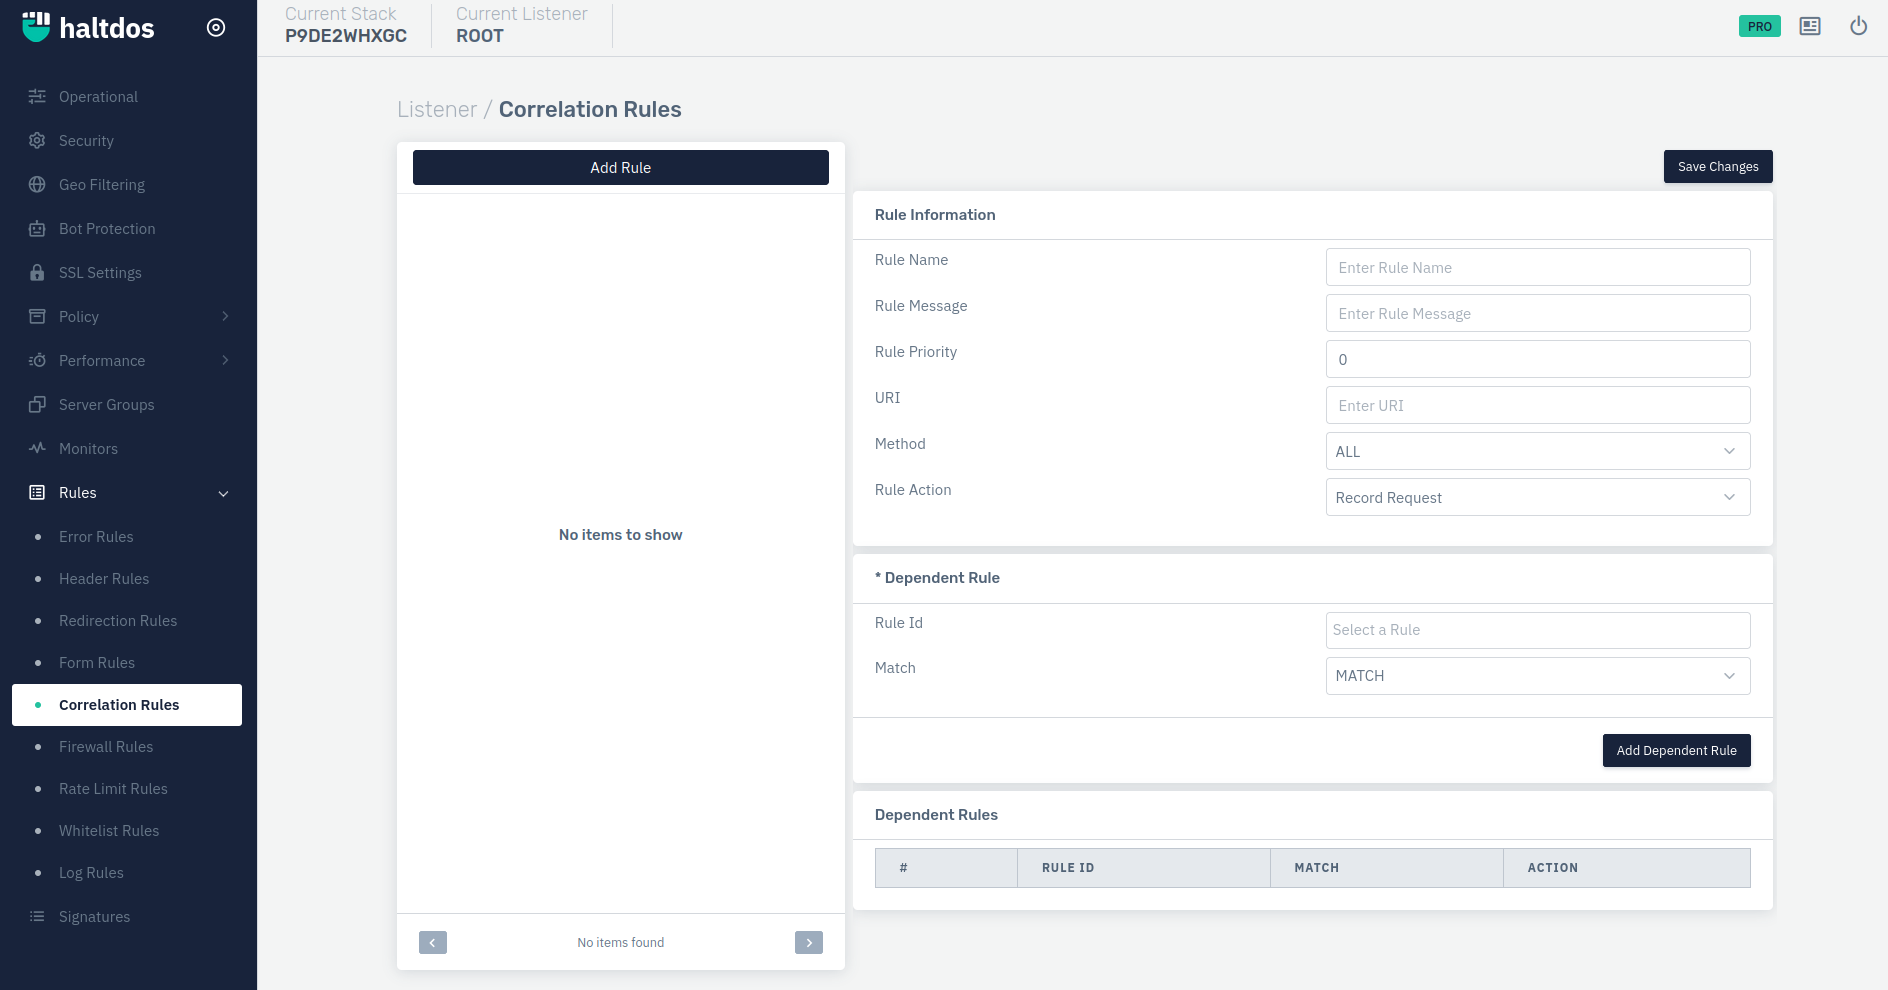 haltdos
Operational
Security
Geo Filtering
Bot Protection
SSL Settings
Policy
Performance
Server Groups
Monitors
Rules
Error Rules
Header Rules
Redirection Rules
Form Rules
Correlation Rules
Firewall Rules
Rate Limit Rules
Whitelist Rules
Log Rules
Signatures
Current Stack
P9DE2WHXGC
Current Listener
ROOT
PRO
Listener / Correlation Rules
Add Rule
No items to show
No items found
Save Changes
Rule Information
Rule Name
Enter Rule Name
Rule Message
Enter Rule Message
Rule Priority
0
URI
Enter URI
Method
ALL
Rule Action
Record Request
* Dependent Rule
Rule Id
Select a Rule
Match
MATCH
Add Dependent Rule
Dependent Rules
# RULE ID MATCH ACTION